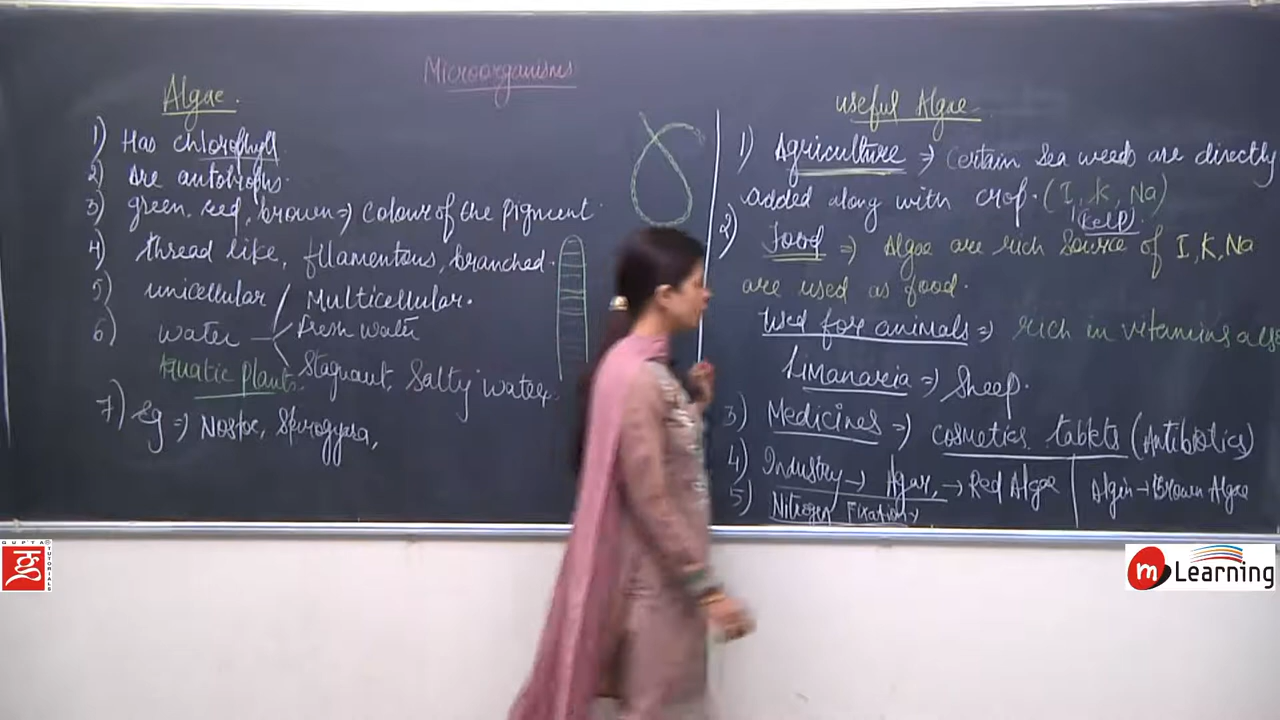 Microorganisms
Algae.
1) Has chlorophyll
2) Are autotrophs.
3) green, red, brown ⇒ colour of the pigment.
4) thread like, filamentous, branched.
5) unicellular / Multicellular.
6) water - Fresh water
Stagnant, Salty water.
Aquatic plants.
7) Eg ⇒ Nostoc, Spirogyra,
useful Algae.
1) Agriculture ⇒ Certain sea weeds are directly
added along with crop. (I, K, Na)
(kelp).
2) Food ⇒ Algae are rich source of I, K, Na
are used as food.
used for animals ⇒ rich in vitamins also
Limanaria ⇒ Sheep.
3) Medicines ⇒ cosmetics tablets (Antibiotics)
4) Industry → Agar, → Red Algae | Algin → Brown Algae
5) Nitrogen Fixation →
GUPTA TUTORIALS
m Learning